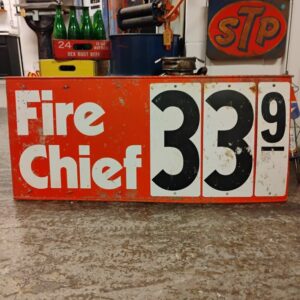 24
STP
Fire
Chief
33 9